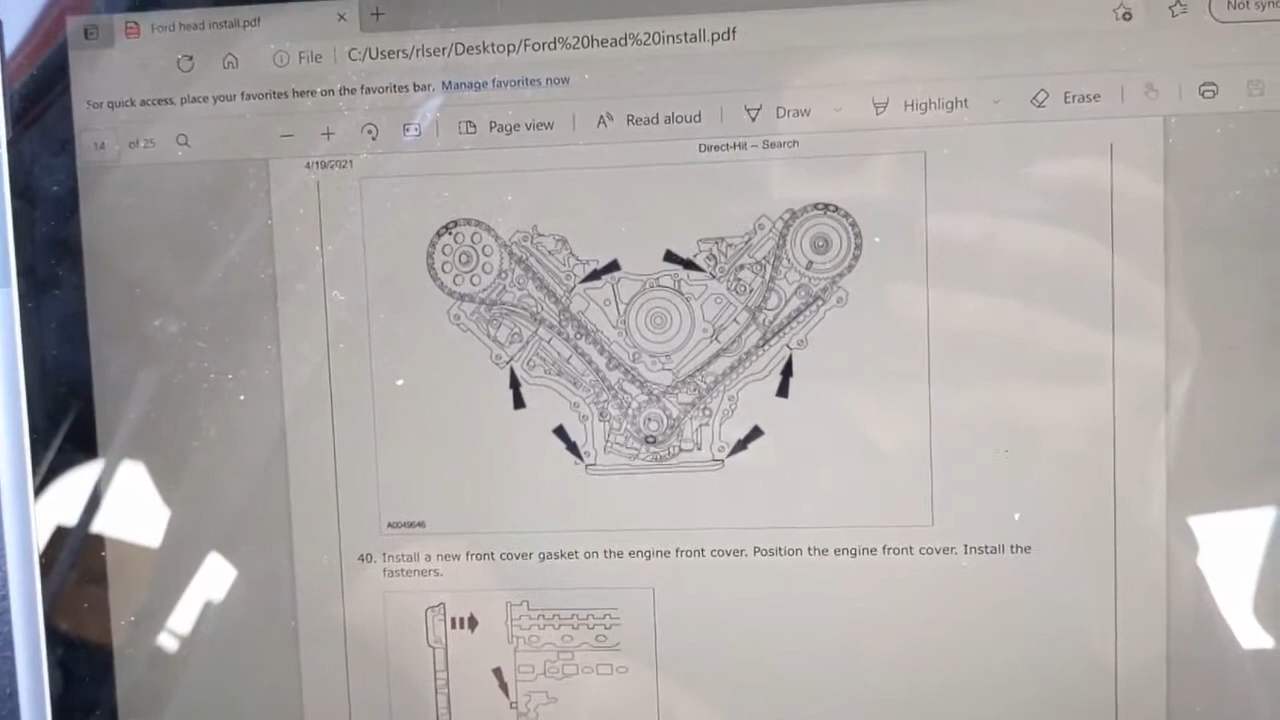 Ford head install.pdf
Not sync
File | C:/Users/rlser/Desktop/Ford%20head%20install.pdf
For quick access, place your favorites here on the favorites bar. Manage favorites now
14 of 25 Page view Read aloud Draw Highlight Erase
4/19/2021 Direct-Hit -- Search
A0049646
40. Install a new front cover gasket on the engine front cover. Position the engine front cover. Install the
fasteners.